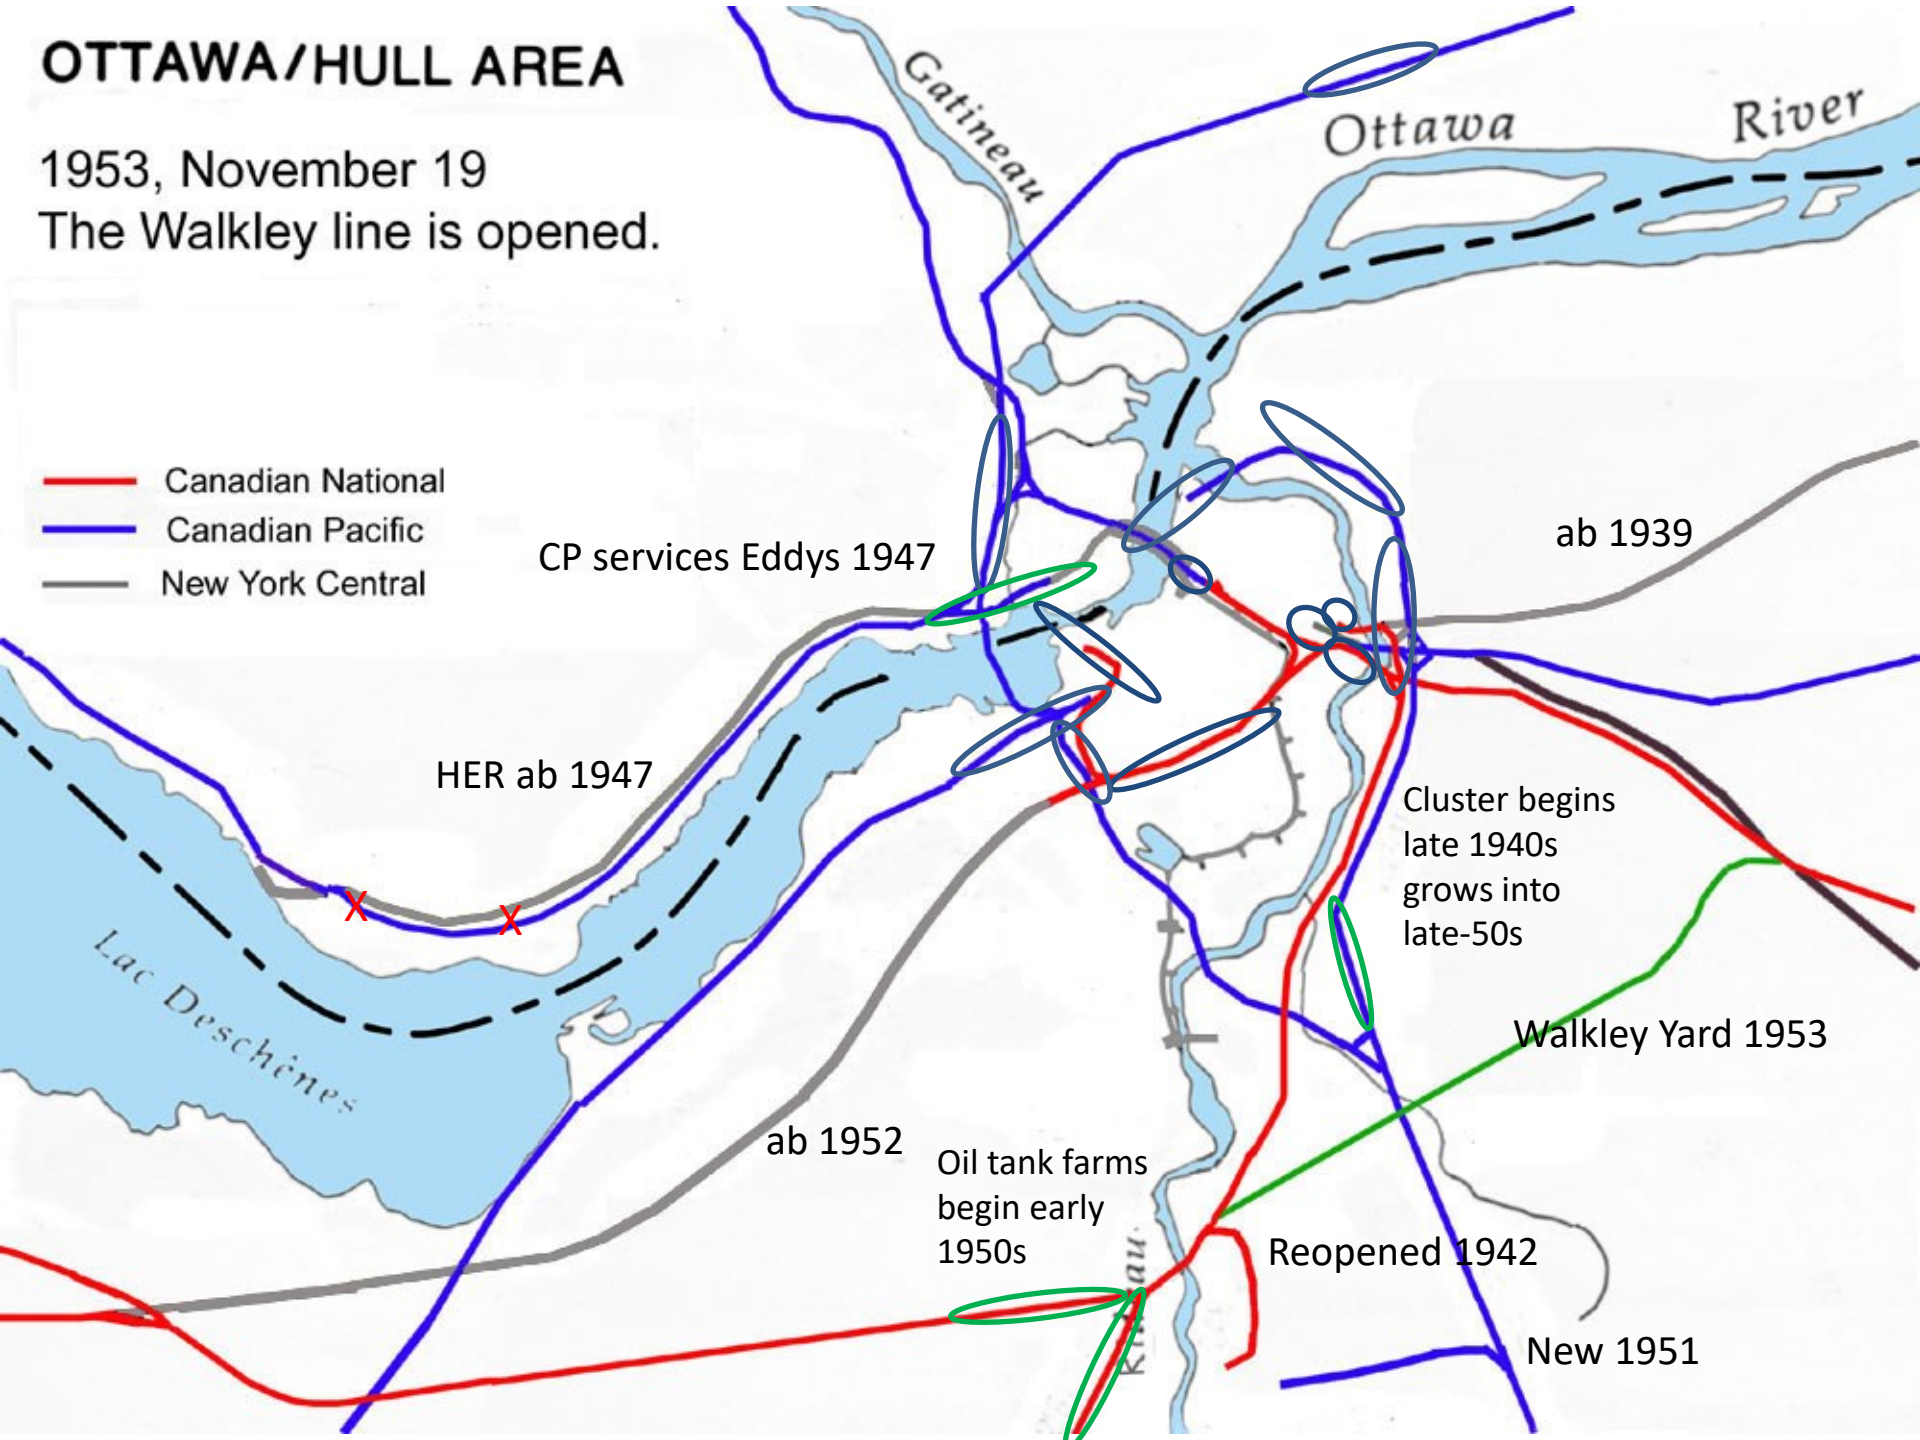 OTTAWA/HULL AREA
1953, November 19
The Walkley line is opened.
Gatineau
Ottawa
River
Canadian National
Canadian Pacific
New York Central
CP services Eddys 1947
ab 1939
HER ab 1947
X
X
Cluster begins
late 1940s
grows into
late-50s
Lac Deschênes
Walkley Yard 1953
ab 1952
Oil tank farms
begin early
1950s
Reopened 1942
New 1951